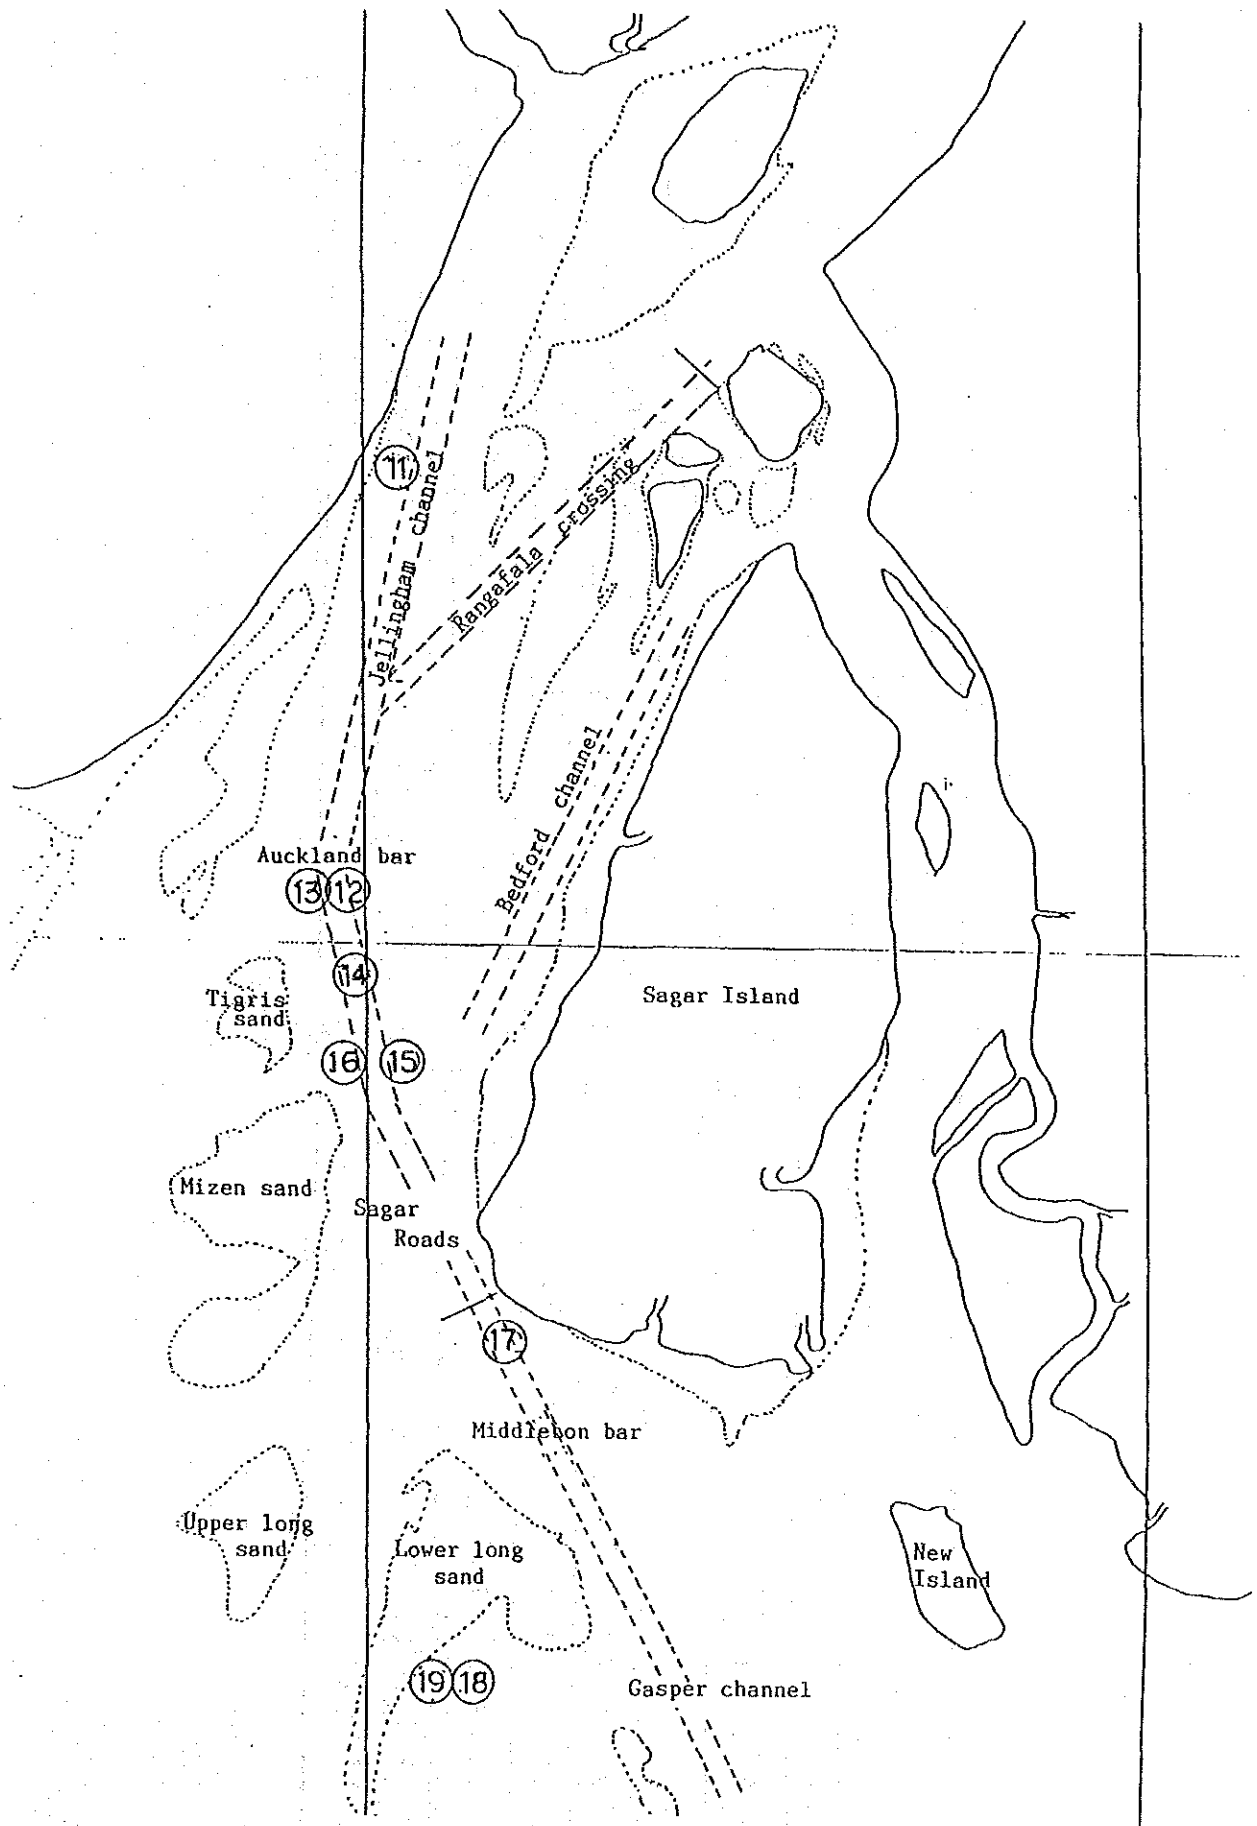 11
Jellingham channel
Rangafala crossing
Bedford channel
Auckland bar
13
12
14
Tigris
sand
Sagar Island
16
15
Mizen sand
Sagar
Roads
17
Middlebon bar
Upper long
sand
Lower long
sand
New
Island
19
18
Gasper channel